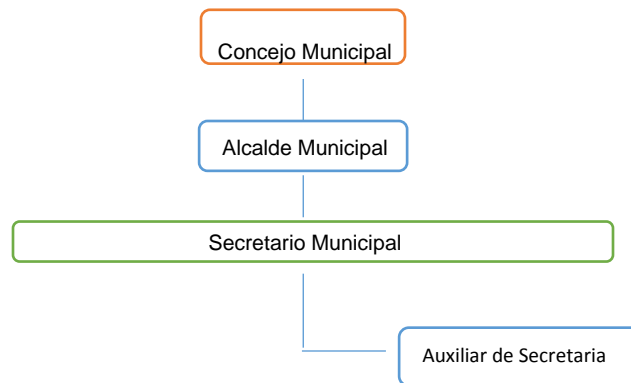 Concejo Municipal
Alcalde Municipal
Secretario Municipal
Auxiliar de Secretaria